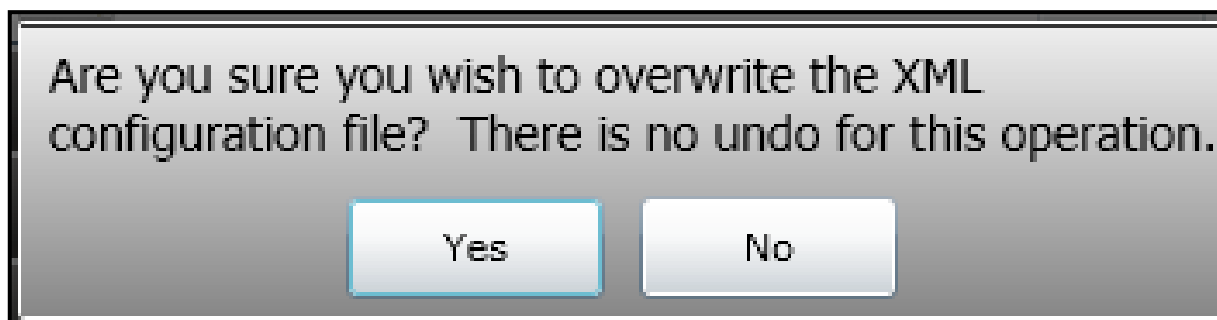 Are you sure you wish to overwrite the XML
configuration file?  There is no undo for this operation.
Yes
No